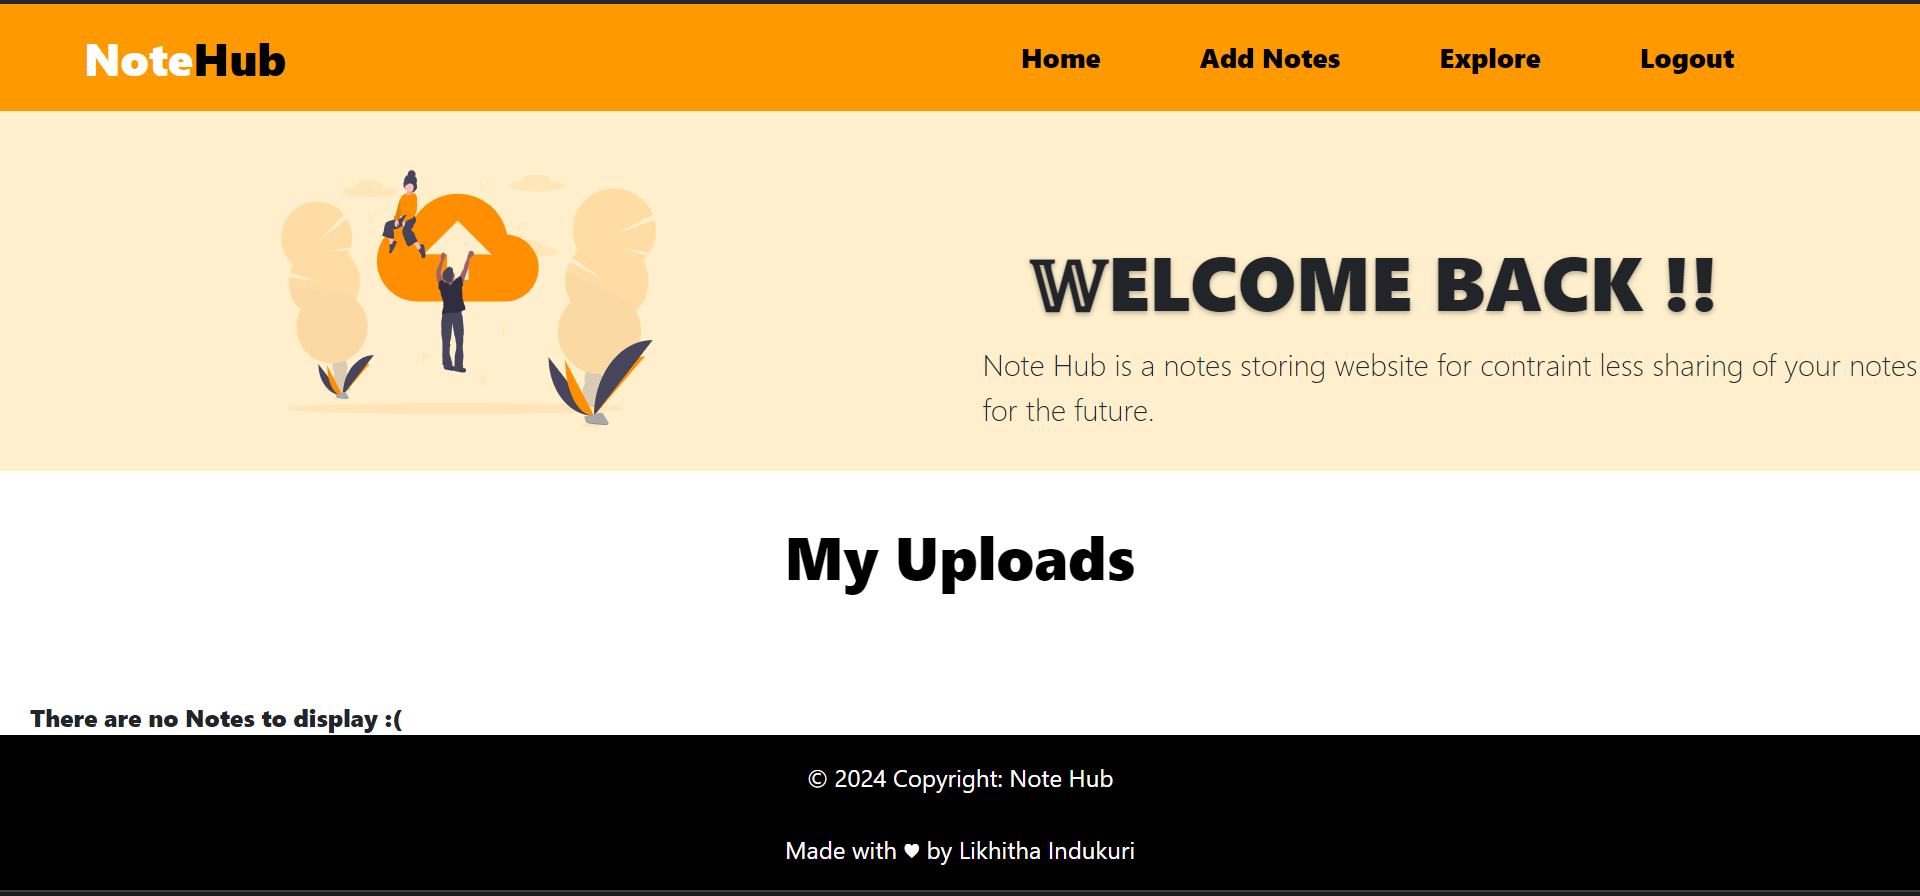 NoteHub
Home
Add Notes
Explore
Logout
𝕎ELCOME BACK !!
Note Hub is a notes storing website for contraint less sharing of your notes
for the future.
My Uploads
There are no Notes to display :(
© 2024 Copyright: Note Hub
Made with ♥ by Likhitha Indukuri